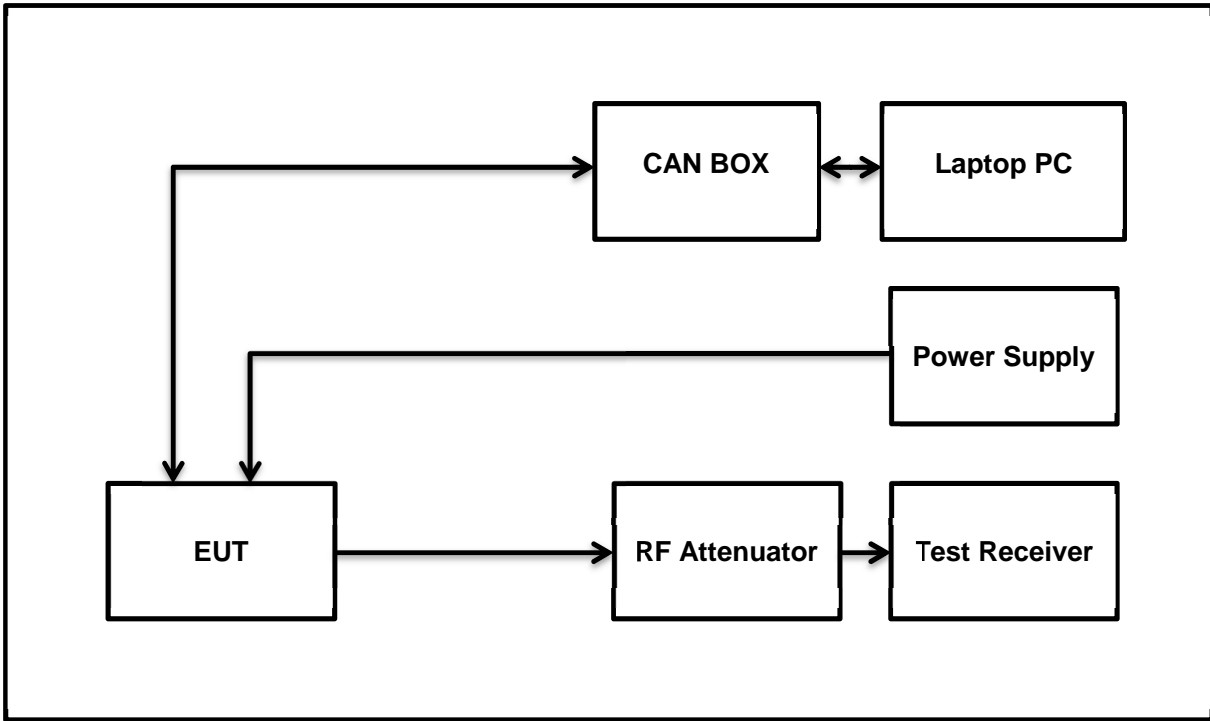 CAN BOX
Laptop PC
Power Supply
EUT
RF Attenuator
Test Receiver